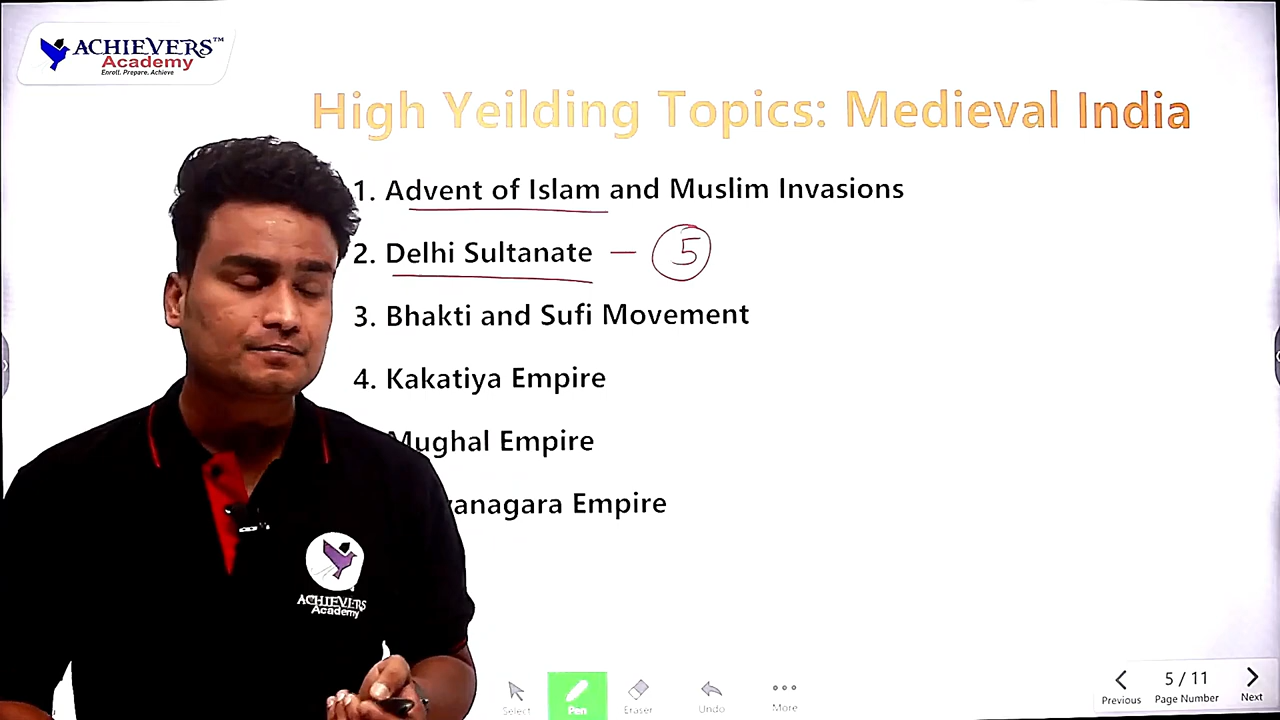 ACHIEVERS™
Academy
Enroll. Prepare. Achieve
High Yeilding Topics: Medieval India
1. Advent of Islam and Muslim Invasions
2. Delhi Sultanate — 5
3. Bhakti and Sufi Movement
4. Kakatiya Empire
Mughal Empire
Empire
ACHIEVERS
Academy
Select
Pen
Eraser
Undo
More
Previous
5 / 11
Page Number
Next